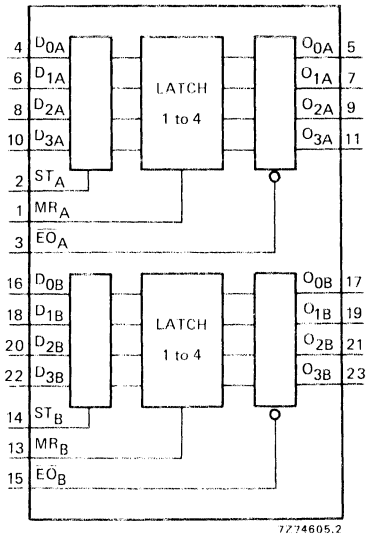 4 D0A O0A 5
6 D1A O1A 7
LATCH
8 D2A O2A 9
1 to 4
10 D3A O3A 11
2 STA
1 MRA
3 E̅O̅A
16 D0B O0B 17
18 D1B O1B 19
LATCH
20 D2B O2B 21
1 to 4
22 D3B O3B 23
14 STB
13 MRB
15 E̅O̅B
7Z74605.2